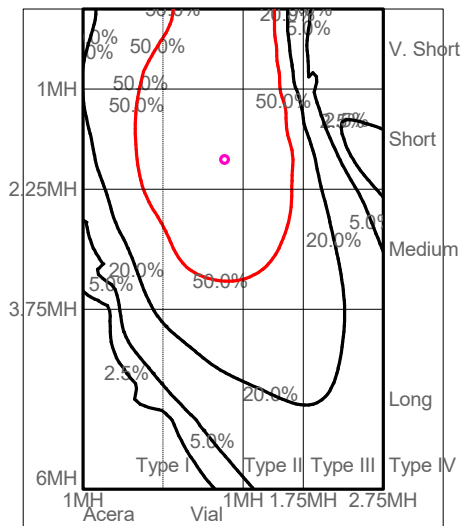 50.0% 20.0% 5.0%
0% 50.0% V. Short
0%
50.0%
1MH 50.0% 50.0%
2.5% 5%
Short
2.25MH
5.0%
20.0% Medium
20.0%
5.0% 50.0%
3.75MH
2.5%
20.0% Long
5.0%
Type I Type II Type III Type IV
6MH
1MH 1MH 1.75MH 2.75MH
Acera Vial